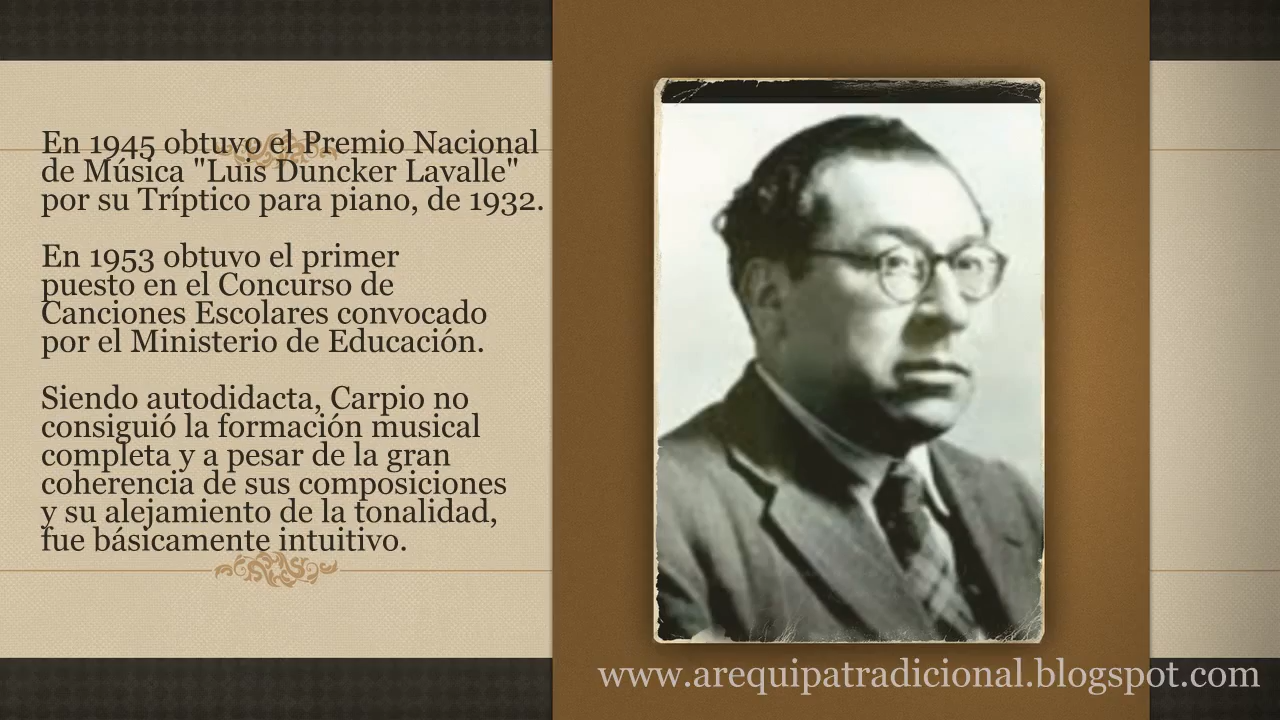 En 1945 obtuvo el Premio Nacional
de Música "Luis Duncker Lavalle"
por su Tríptico para piano, de 1932.
En 1953 obtuvo el primer
puesto en el Concurso de
Canciones Escolares convocado
por el Ministerio de Educación.
Siendo autodidacta, Carpio no
consiguió la formación musical
completa y a pesar de la gran
coherencia de sus composiciones
y su alejamiento de la tonalidad,
fue básicamente intuitivo.
www.arequipatradicional.blogspot.com